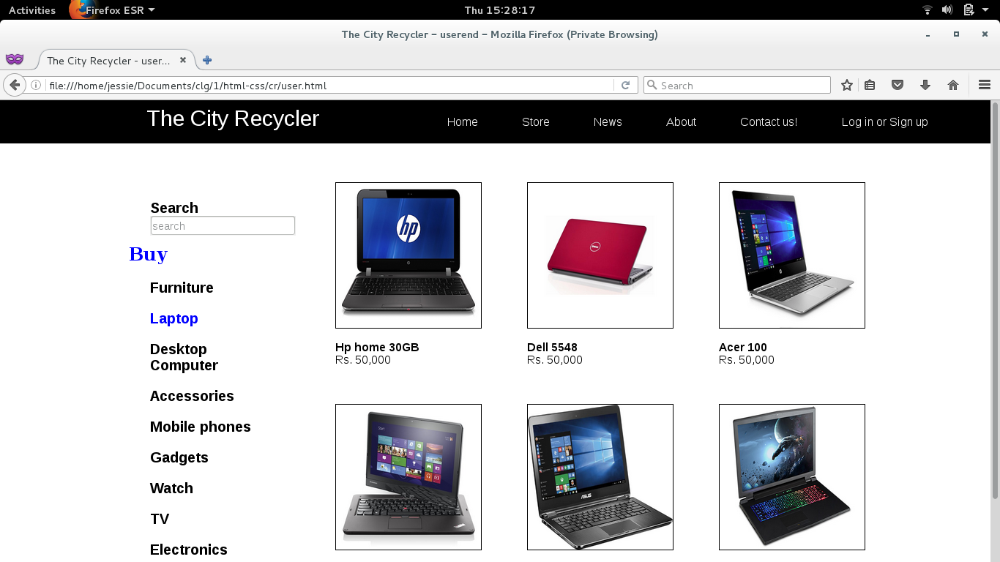 Activities Firefox ESR Thu 15:28:17
The City Recycler – userend – Mozilla Firefox (Private Browsing)
The City Recycler - user...
file:///home/jessie/Documents/clg/1/html-css/cr/user.html Search
The City Recycler Home Store News About Contact us! Log in or Sign up
Search
search
Buy
Furniture
Laptop
Desktop
Computer
Accessories
Mobile phones
Gadgets
Watch
TV
Electronics
hp
DELL
Hp home 30GB
Rs. 50,000
Dell 5548
Rs. 50,000
Acer 100
Rs. 50,000
Start
ASUS